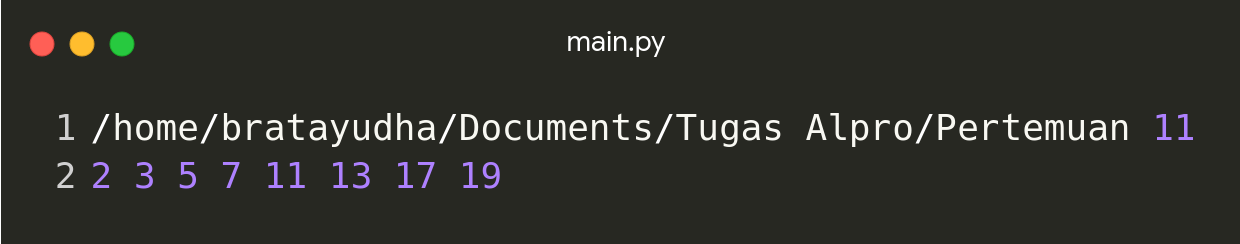 main.py
1 /home/bratayudha/Documents/Tugas Alpro/Pertemuan 11
2 2 3 5 7 11 13 17 19